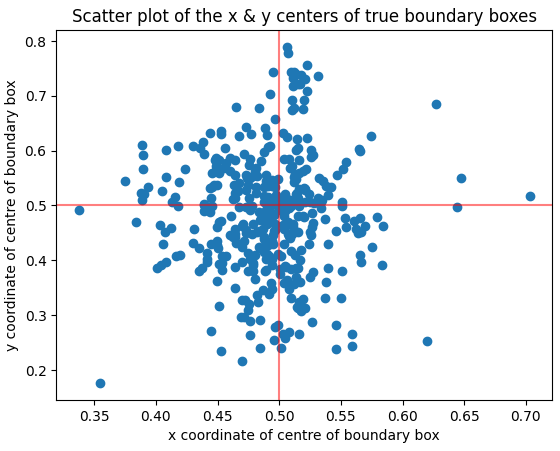 Scatter plot of the x & y centers of true boundary boxes
y coordinate of centre of boundary box
0.8
0.7
0.6
0.5
0.4
0.3
0.2
0.35 0.40 0.45 0.50 0.55 0.60 0.65 0.70
x coordinate of centre of boundary box